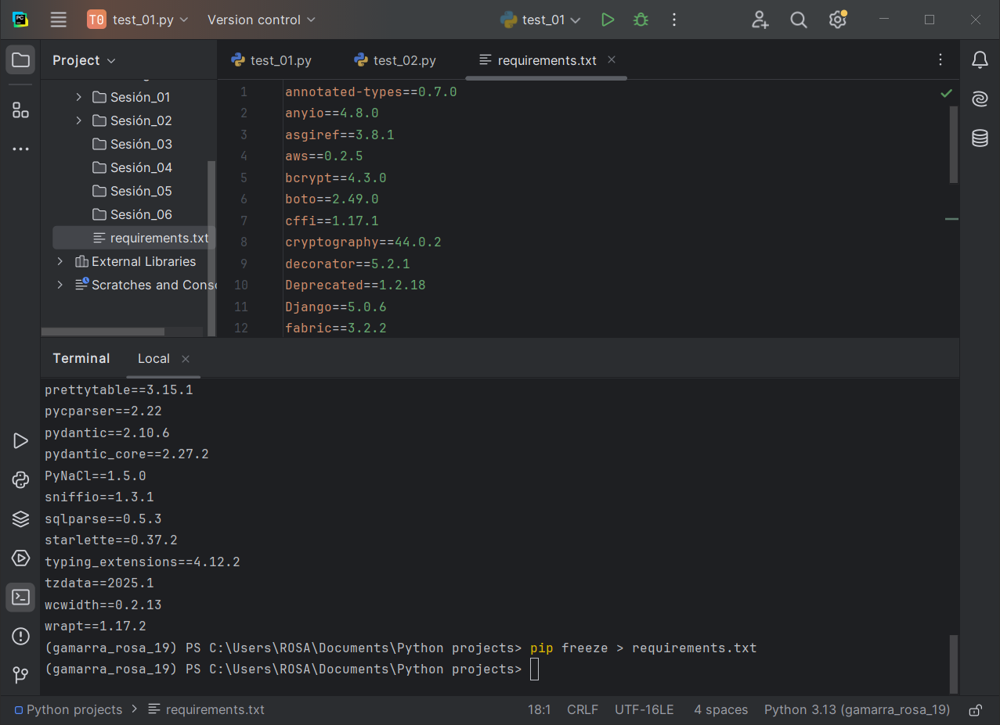 PC
T0 test_01.py Version control test_01
Project
test_01.py test_02.py requirements.txt
Sesión_01
Sesión_02
Sesión_03
Sesión_04
Sesión_05
Sesión_06
requirements.txt
External Libraries
Scratches and Conso
1 annotated-types==0.7.0
2 anyio==4.8.0
3 asgiref==3.8.1
4 aws==0.2.5
5 bcrypt==4.3.0
6 boto==2.49.0
7 cffi==1.17.1
8 cryptography==44.0.2
9 decorator==5.2.1
10 Deprecated==1.2.18
11 Django==5.0.6
12 fabric==3.2.2
Terminal Local
prettytable==3.15.1
pycparser==2.22
pydantic==2.10.6
pydantic_core==2.27.2
PyNaCl==1.5.0
sniffio==1.3.1
sqlparse==0.5.3
starlette==0.37.2
typing_extensions==4.12.2
tzdata==2025.1
wcwidth==0.2.13
wrapt==1.17.2
(gamarra_rosa_19) PS C:\Users\ROSA\Documents\Python projects> pip freeze > requirements.txt
(gamarra_rosa_19) PS C:\Users\ROSA\Documents\Python projects>
Python projects > requirements.txt 18:1 CRLF UTF-16LE 4 spaces Python 3.13 (gamarra_rosa_19)